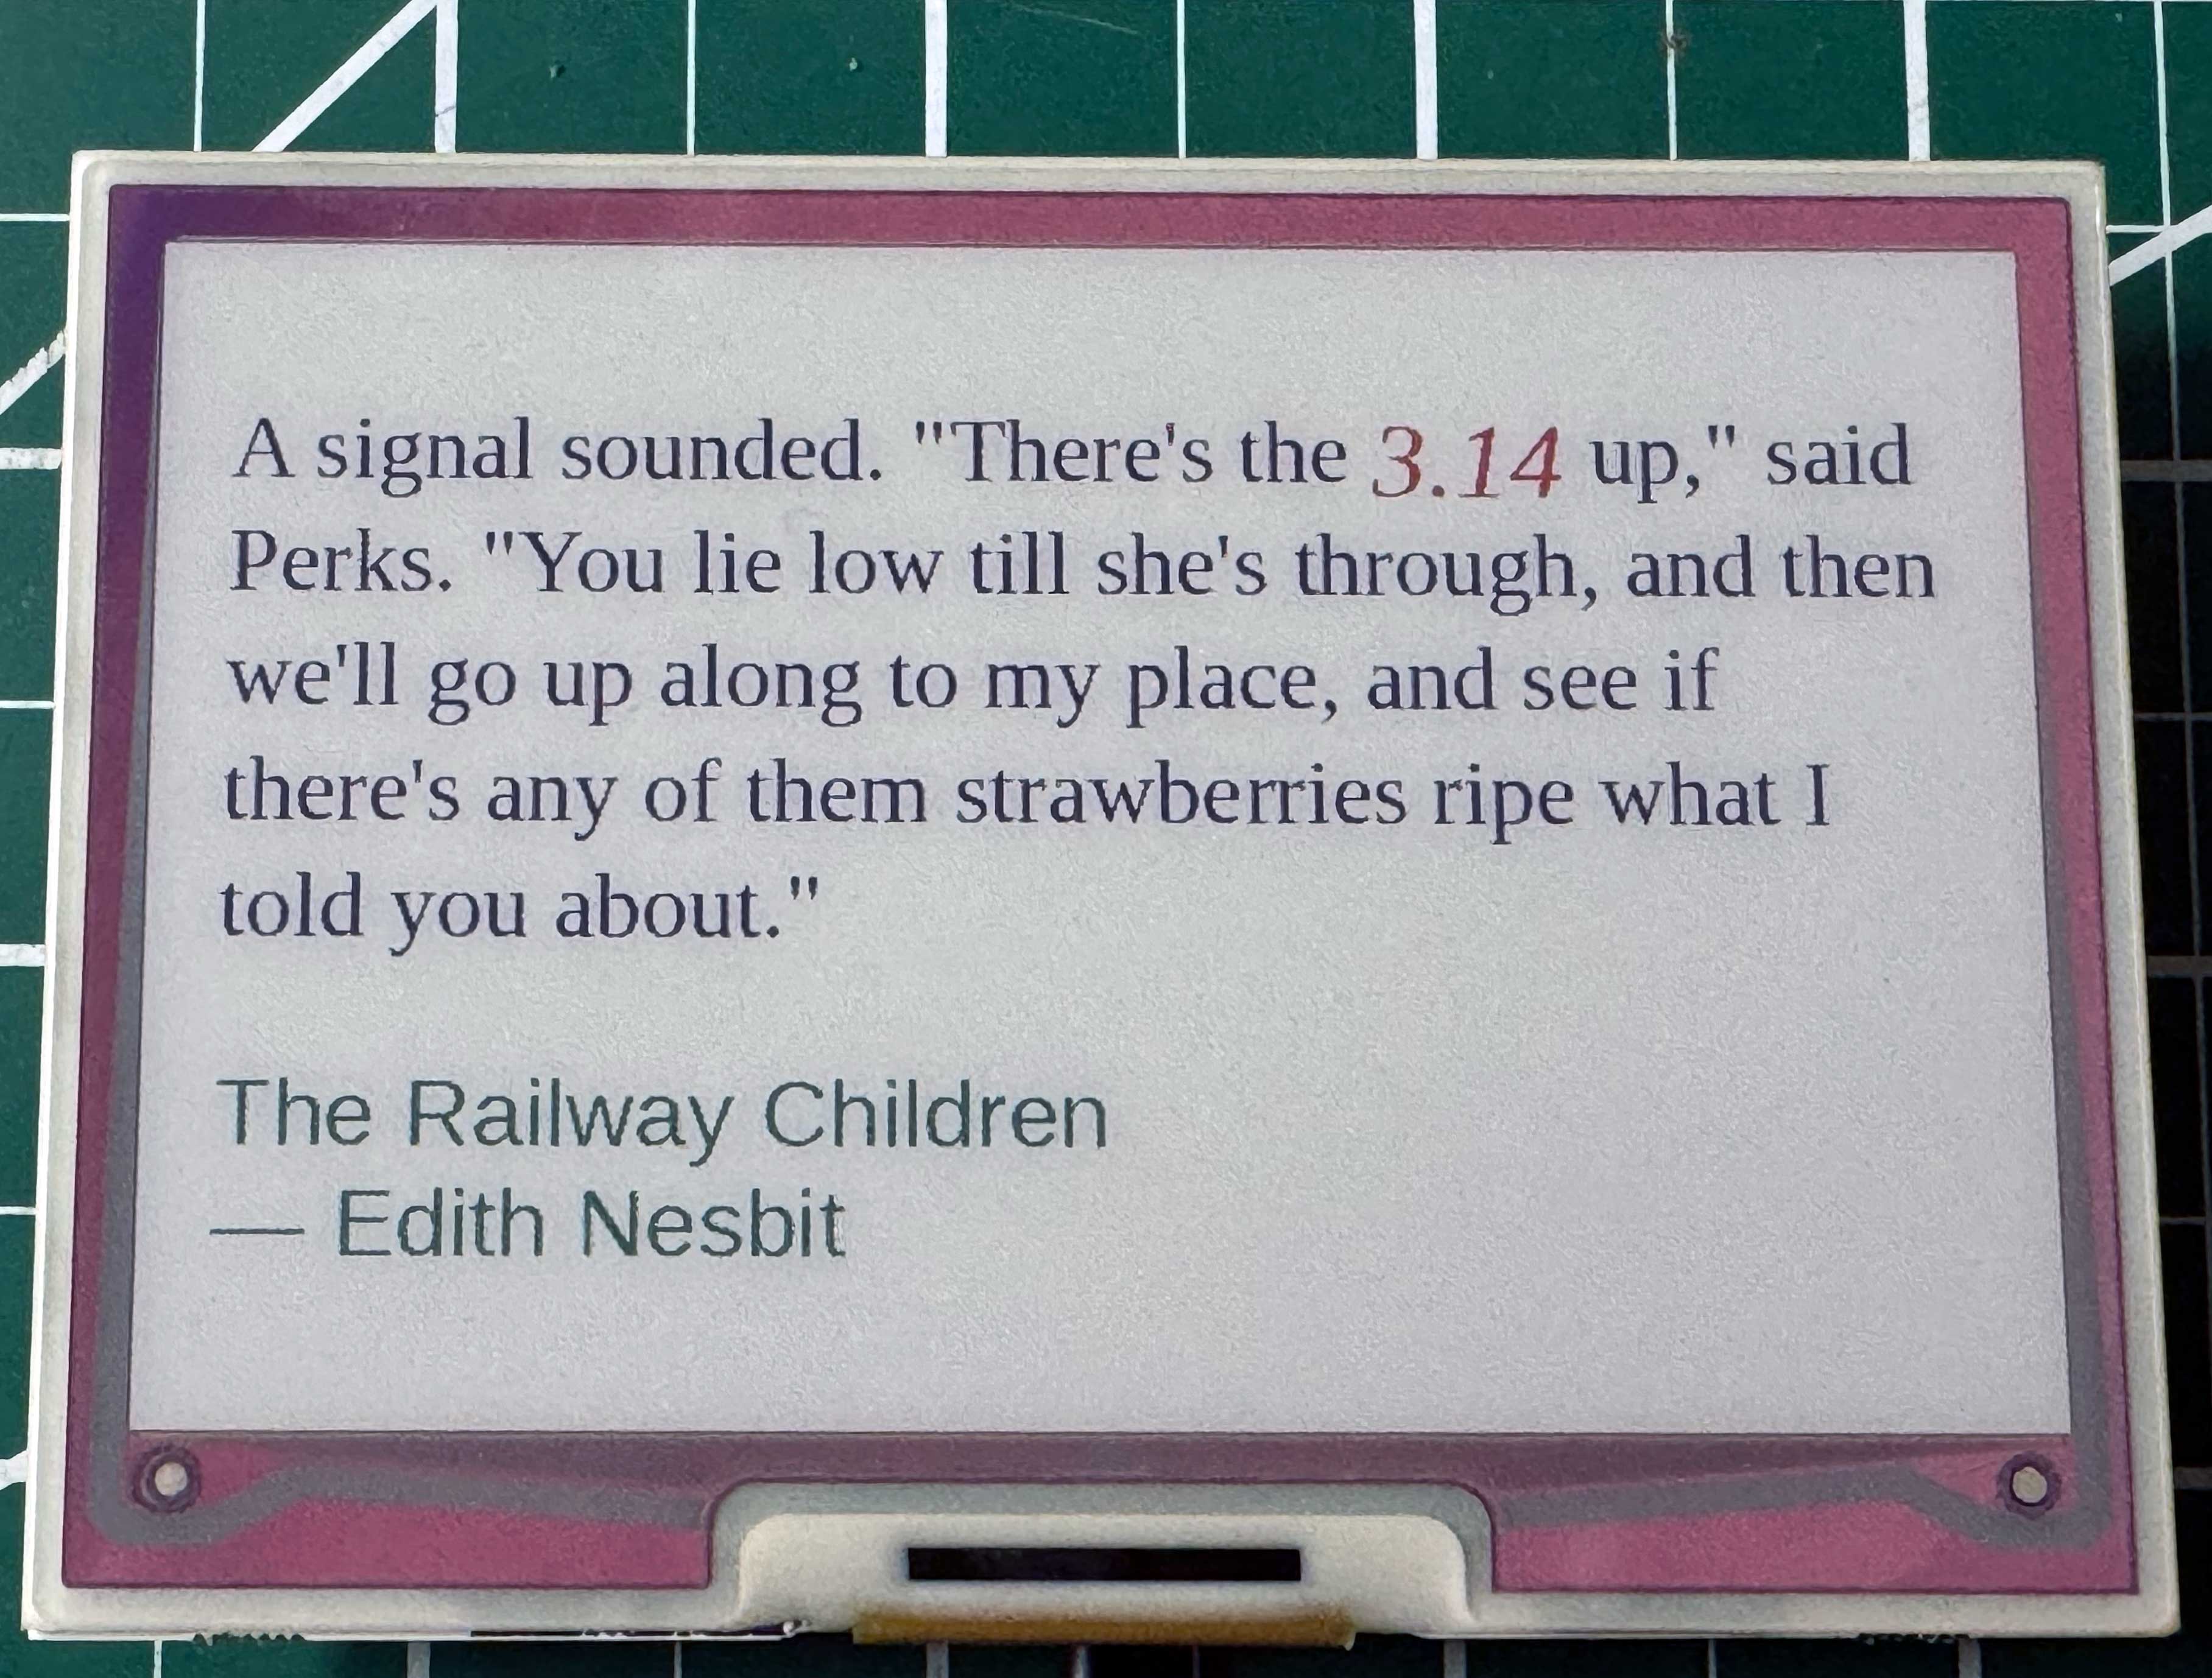 A signal sounded. "There's the 3.14 up," said
Perks. "You lie low till she's through, and then
we'll go up along to my place, and see if
there's any of them strawberries ripe what I
told you about."
The Railway Children
— Edith Nesbit